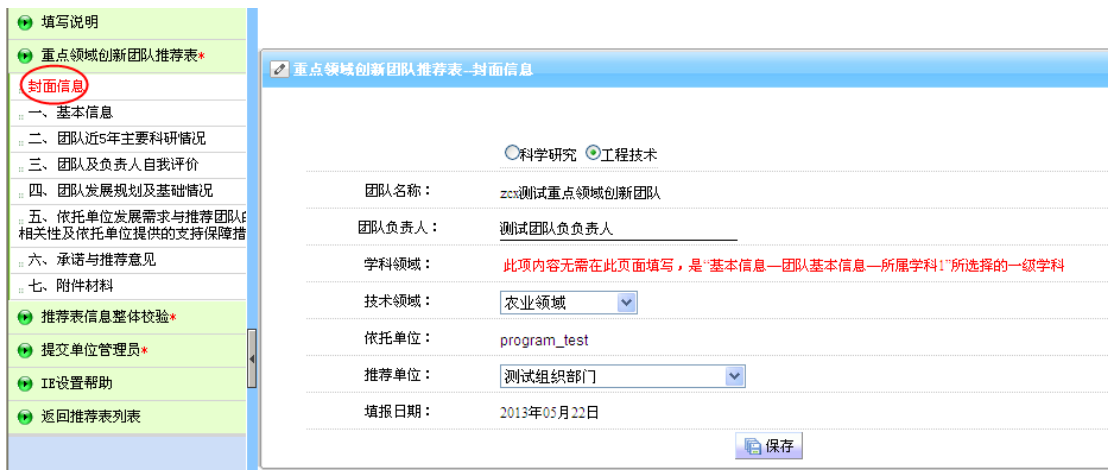 填写说明
重点领域创新团队推荐表*
封面信息
一、基本信息
二、团队近5年主要科研情况
三、团队及负责人自我评价
四、团队发展规划及基础情况
五、依托单位发展需求与推荐团队的
相关性及依托单位提供的支持保障措
六、承诺与推荐意见
七、附件材料
推荐表信息整体校验*
提交单位管理员*
IE设置帮助
返回推荐表列表
重点领域创新团队推荐表--封面信息
科学研究 工程技术
团队名称： zcx测试重点领域创新团队
团队负责人： 测试团队负负责人
学科领域： 此项内容无需在此页面填写，是“基本信息—团队基本信息—所属学科1”所选择的一级学科
技术领域： 农业领域
依托单位： program_test
推荐单位： 测试组织部门
填报日期： 2013年05月22日
保存